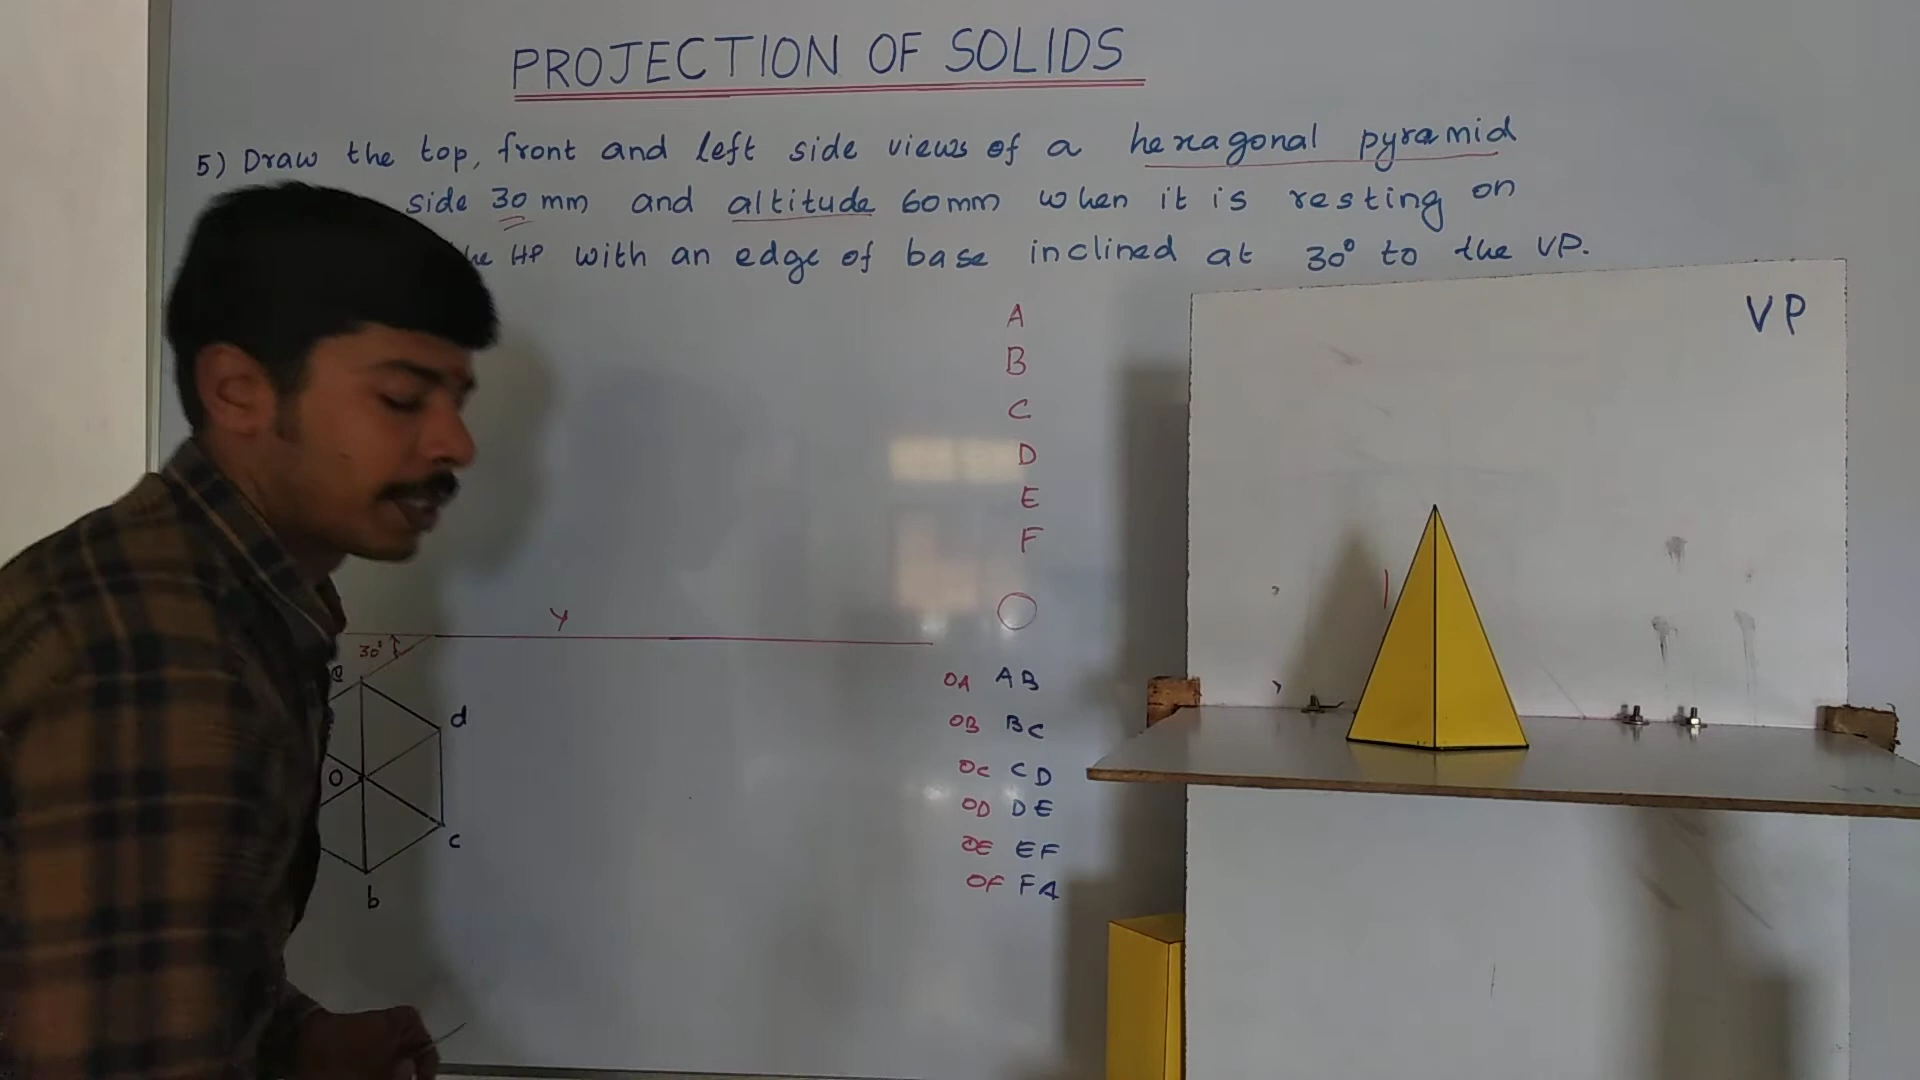 PROJECTION OF SOLIDS
5) Draw the top, front and left side views of a hexagonal pyramid
side 30 mm and altitude 60mm when it is resting on
HP with an edge of base inclined at 30° to the VP.
VP
A
B
C
D
E
F
O
Y
30°
e
d
O
c
b
OA AB
OB BC
OC CD
OD DE
OE EF
OF FA